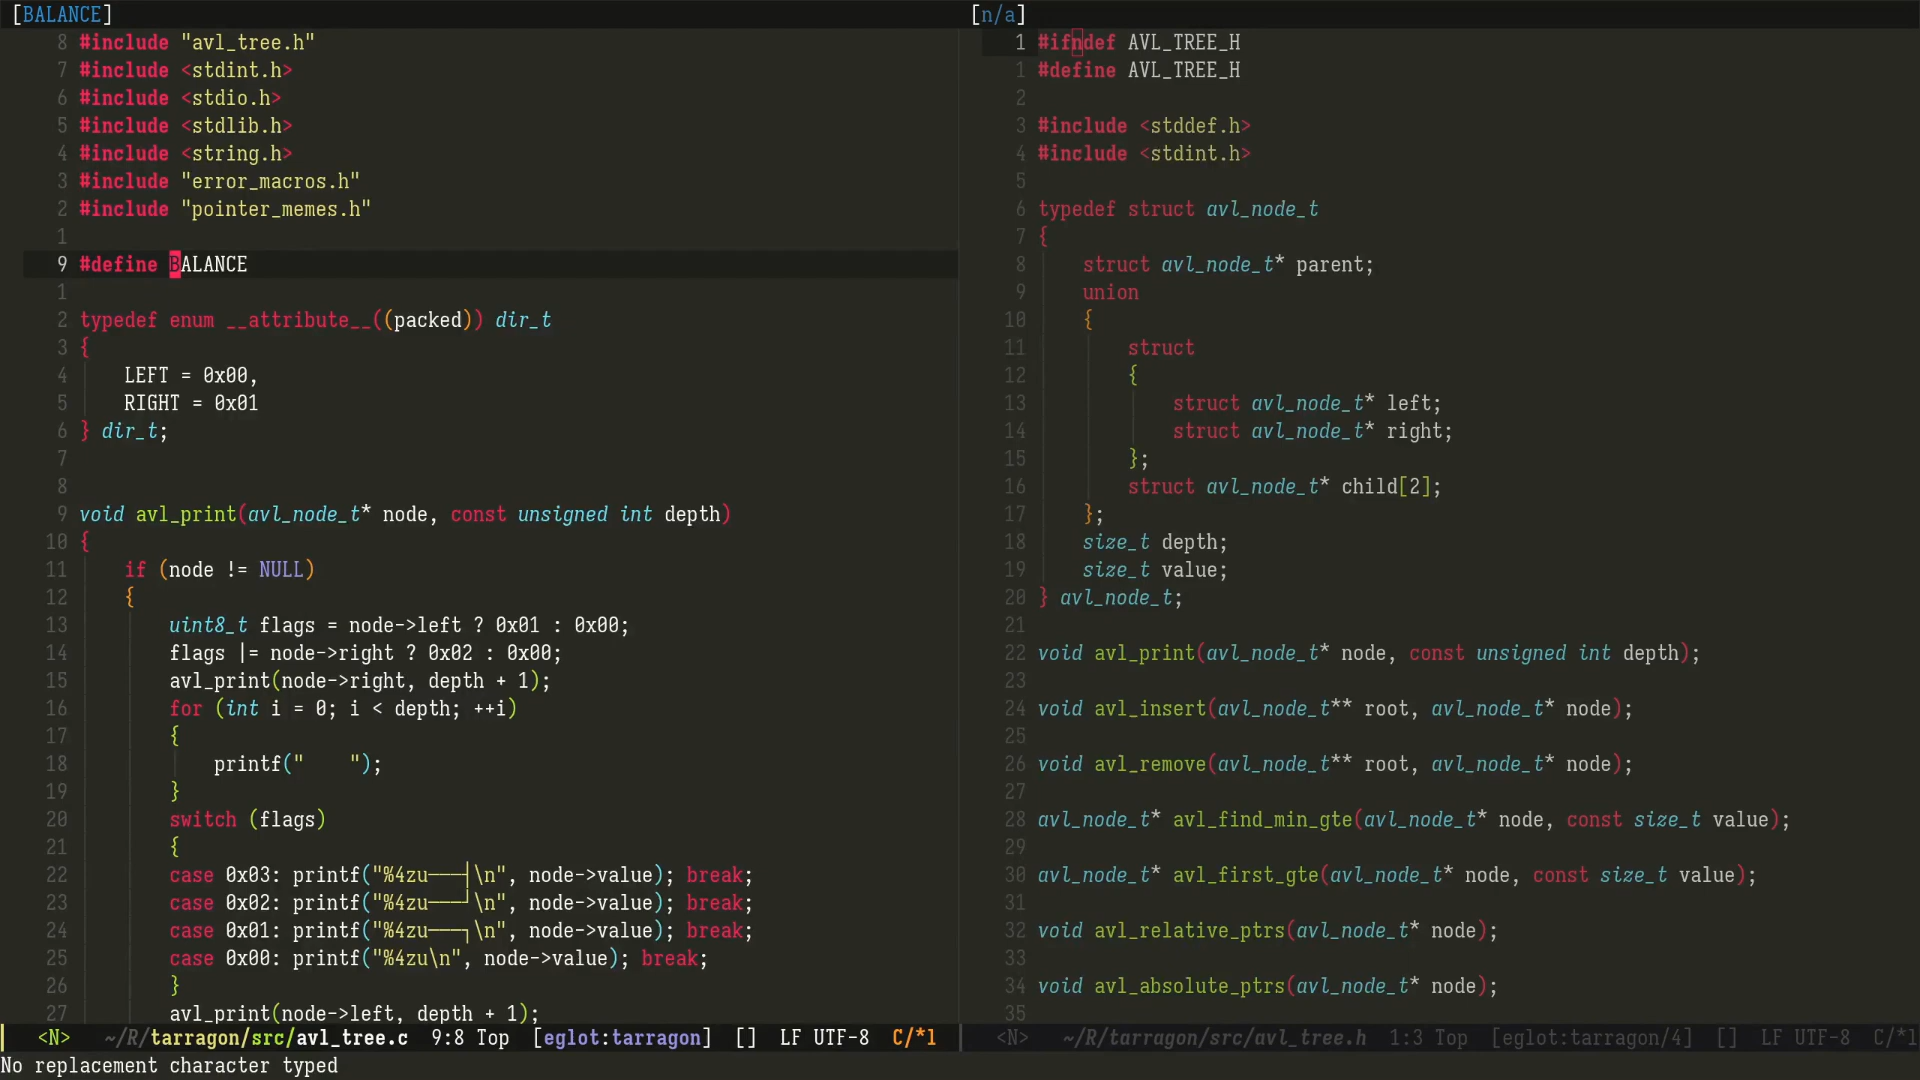 [BALANCE]
8 #include "avl_tree.h"
7 #include <stdint.h>
6 #include <stdio.h>
5 #include <stdlib.h>
4 #include <string.h>
3 #include "error_macros.h"
2 #include "pointer_memes.h"
1
9 #define BALANCE
1
2 typedef enum __attribute__((packed)) dir_t
3 {
4     LEFT = 0x00,
5     RIGHT = 0x01
6 } dir_t;
7
8
9 void avl_print(avl_node_t* node, const unsigned int depth)
10 {
11     if (node != NULL)
12     {
13         uint8_t flags = node->left ? 0x01 : 0x00;
14         flags |= node->right ? 0x02 : 0x00;
15         avl_print(node->right, depth + 1);
16         for (int i = 0; i < depth; ++i)
17         {
18             printf("    ");
19         }
20         switch (flags)
21         {
22         case 0x03: printf("%4zu───┤\n", node->value); break;
23         case 0x02: printf("%4zu───┘\n", node->value); break;
24         case 0x01: printf("%4zu───┐\n", node->value); break;
25         case 0x00: printf("%4zu\n", node->value); break;
26         }
27         avl_print(node->left, depth + 1);
<N> ~/R/tarragon/src/avl_tree.c 9:8 Top [eglot:tarragon] [] LF UTF-8 C/*l
No replacement character typed
[n/a]
1 #ifndef AVL_TREE_H
1 #define AVL_TREE_H
2
3 #include <stddef.h>
4 #include <stdint.h>
5
6 typedef struct avl_node_t
7 {
8     struct avl_node_t* parent;
9     union
10     {
11         struct
12         {
13             struct avl_node_t* left;
14             struct avl_node_t* right;
15         };
16         struct avl_node_t* child[2];
17     };
18     size_t depth;
19     size_t value;
20 } avl_node_t;
21
22 void avl_print(avl_node_t* node, const unsigned int depth);
23
24 void avl_insert(avl_node_t** root, avl_node_t* node);
25
26 void avl_remove(avl_node_t** root, avl_node_t* node);
27
28 avl_node_t* avl_find_min_gte(avl_node_t* node, const size_t value);
29
30 avl_node_t* avl_first_gte(avl_node_t* node, const size_t value);
31
32 void avl_relative_ptrs(avl_node_t* node);
33
34 void avl_absolute_ptrs(avl_node_t* node);
35
<N> ~/R/tarragon/src/avl_tree.h 1:3 Top [eglot:tarragon/4] [] LF UTF-8 C/*l